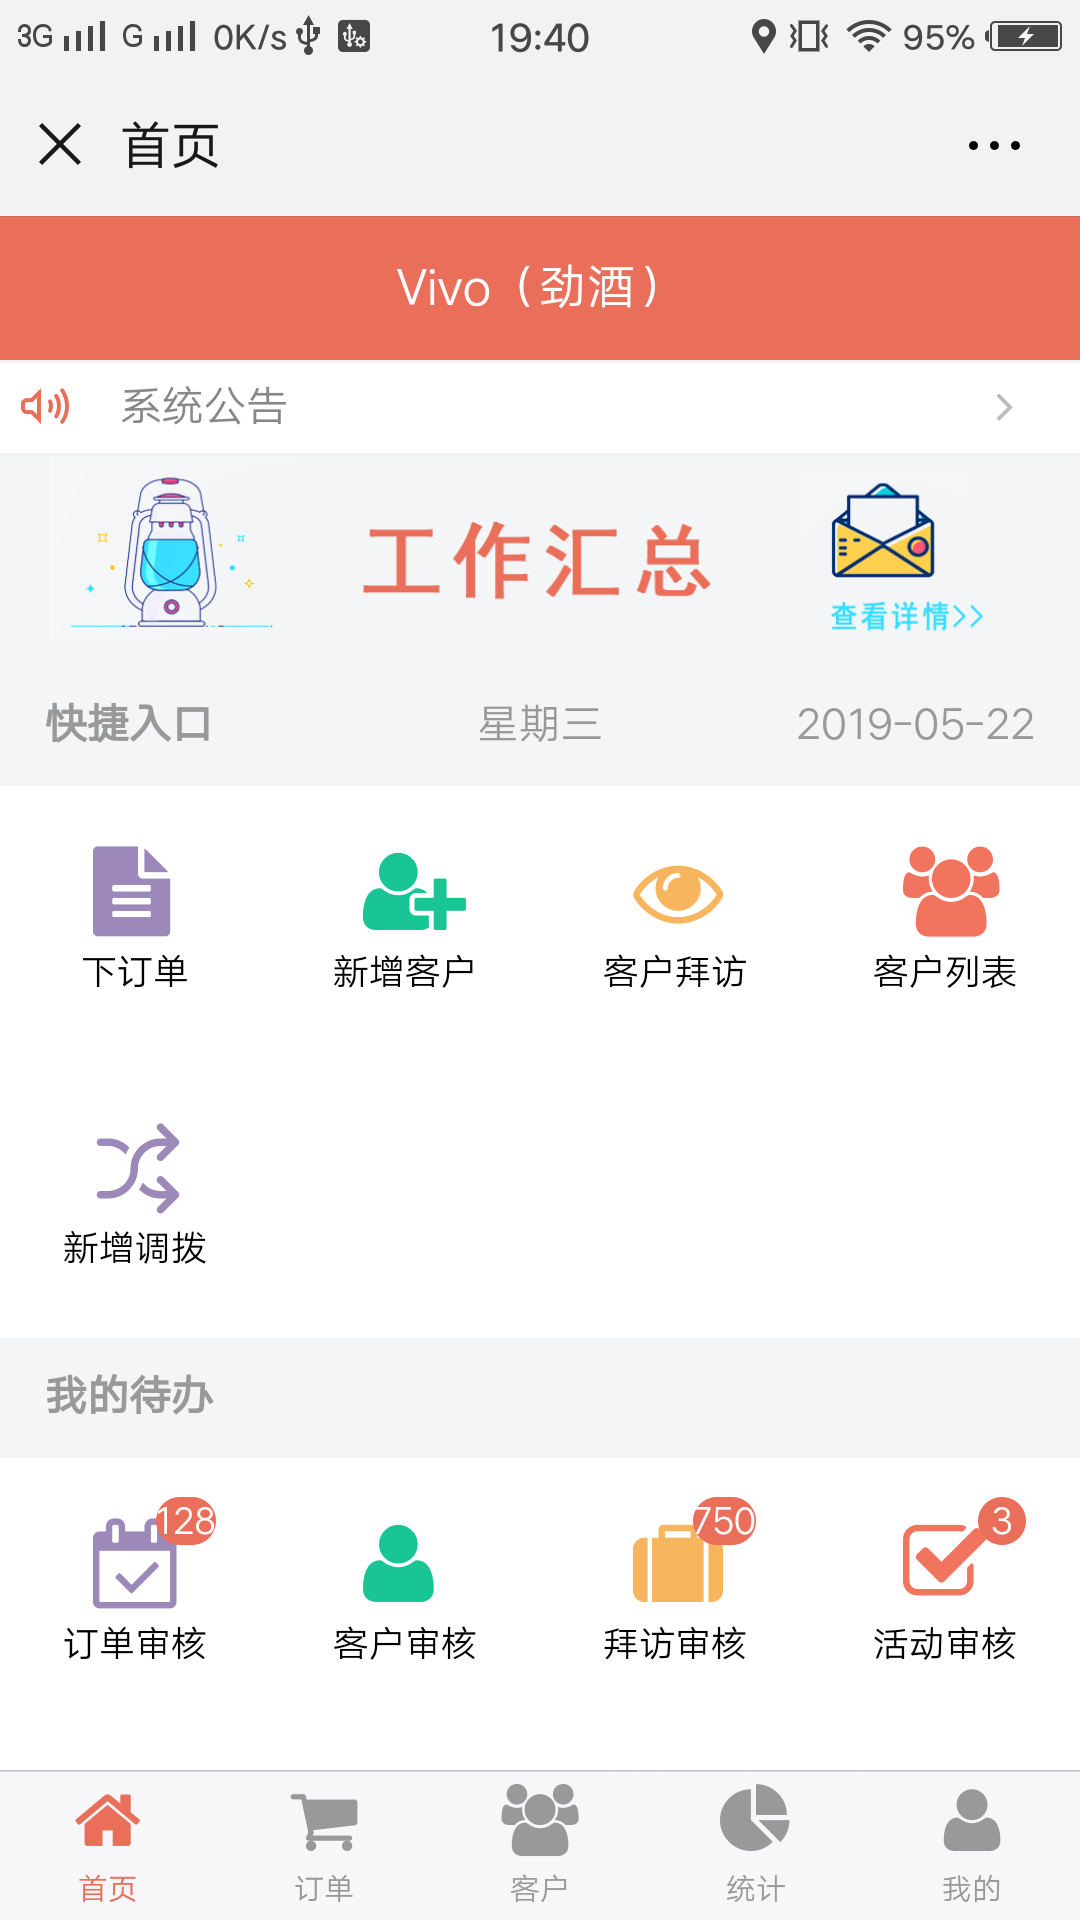 3G G 0K/s 19:40 95%
首页
Vivo（劲酒）
系统公告
工作汇总
查看详情>>
快捷入口 星期三 2019-05-22
下订单 新增客户 客户拜访 客户列表
新增调拨
我的待办
128 750 3
订单审核 客户审核 拜访审核 活动审核
首页 订单 客户 统计 我的